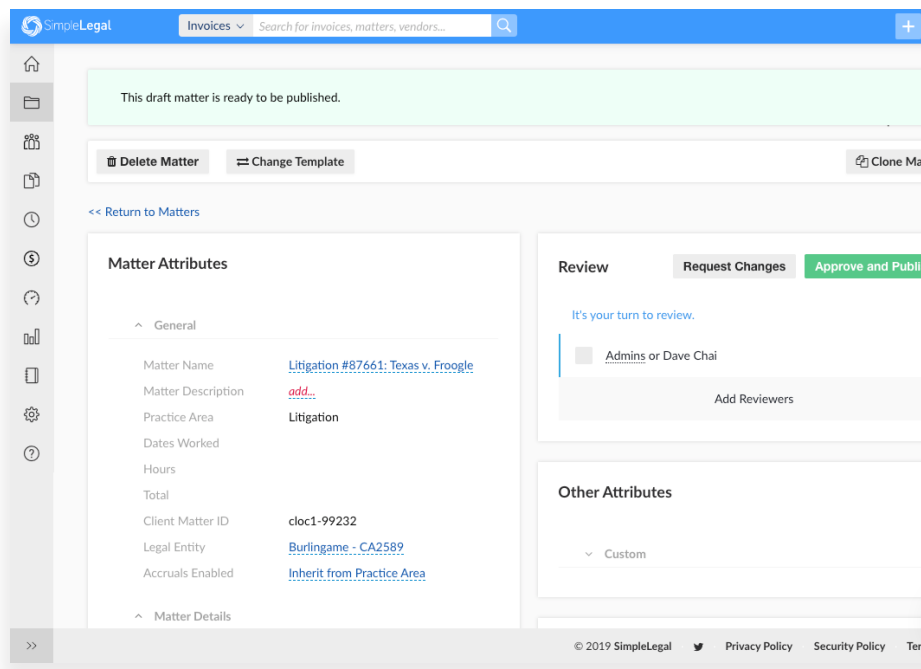 SimpleLegal Invoices Search for invoices, matters, vendors... +
This draft matter is ready to be published.
Delete Matter Change Template Clone Ma
<< Return to Matters
Matter Attributes
General
Matter Name Litigation #87661: Texas v. Froogle
Matter Description add...
Practice Area Litigation
Dates Worked
Hours
Total
Client Matter ID cloc1-99232
Legal Entity Burlingame - CA2589
Accruals Enabled Inherit from Practice Area
Matter Details
Review Request Changes Approve and Publi
It's your turn to review.
Admins or Dave Chai
Add Reviewers
Other Attributes
Custom
>> © 2019 SimpleLegal Privacy Policy Security Policy Ter